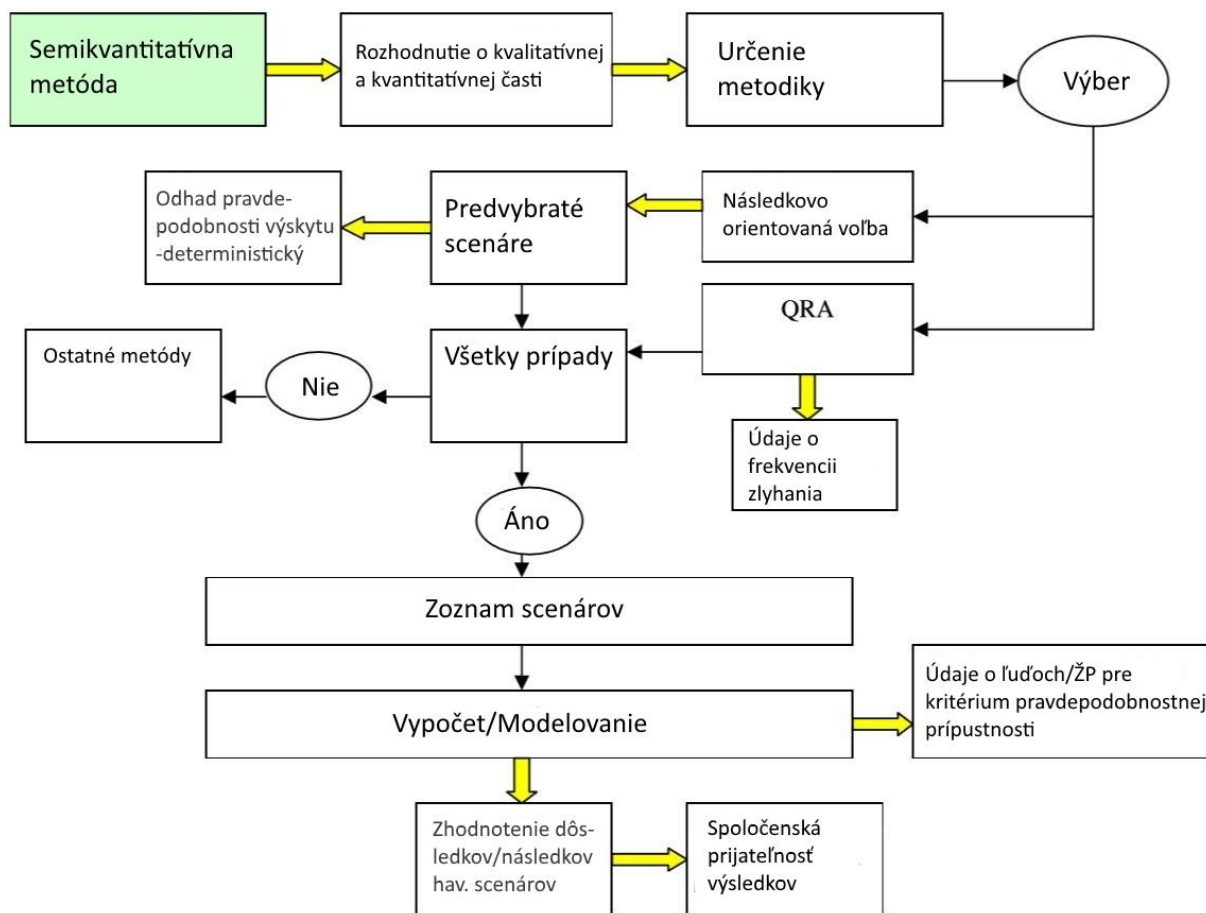 Semikvantitatívna
metóda
Rozhodnutie o kvalitatívnej
a kvantitatívnej časti
Určenie
metodiky
Výber
Odhad pravde-
podobnosti výskytu
-deterministický
Predvybraté
scenáre
Následkovo
orientovaná voľba
QRA
Ostatné metódy
Nie
Všetky prípady
Údaje o
frekvencii
zlyhania
Áno
Zoznam scenárov
Vypočet/Modelovanie
Údaje o ľuďoch/ŽP pre
kritérium pravdepodobnostnej
prípustnosti
Zhodnotenie dôs-
ledkov/následkov
hav. scenárov
Spoločenská
prijateľnosť
výsledkov